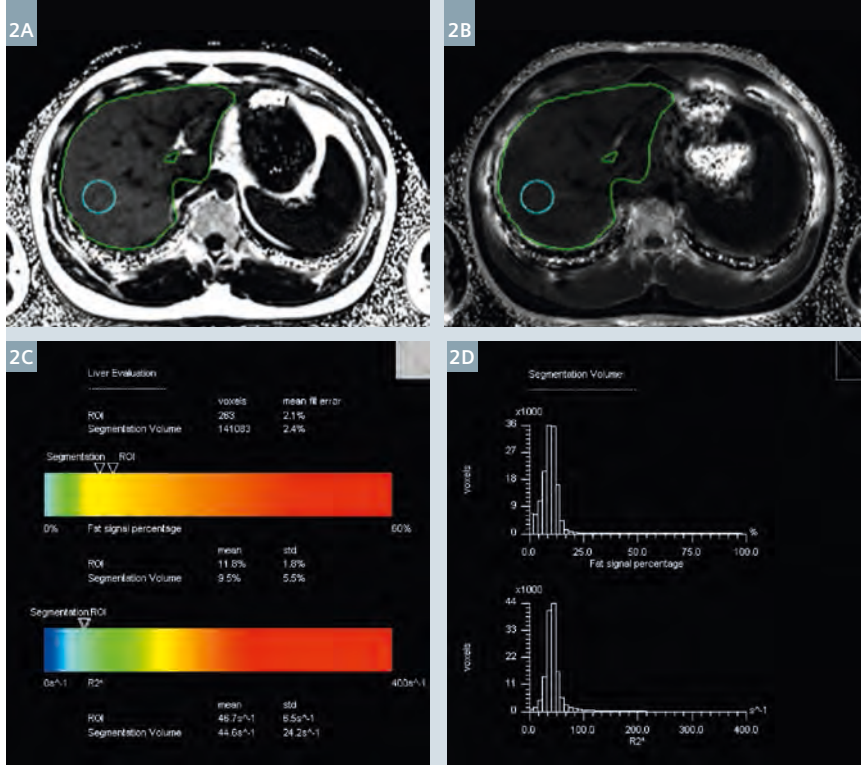 2A
2B
2C
Liver Evaluation
voxels mean fit error
ROI 263 2.1%
Segmentation Volume 141083 2.4%
Segmentation ROI
0% Fat signal percentage 60%
mean std
ROI 11.8% 1.8%
Segmentation Volume 9.5% 5.5%
Segmentation ROI
0s^-1 R2* 400s^-1
mean std
ROI 46.7s^-1 6.5s^-1
Segmentation Volume 44.6s^-1 24.2s^-1
2D
Segmentation Volume
x1000
36
27
voxels
18
9
0
%
0.0 25.0 50.0 75.0 100.0
Fat signal percentage
x1000
44
33
voxels
22
11
0
s^-1
0.0 100.0 200.0 300.0 400.0
R2*